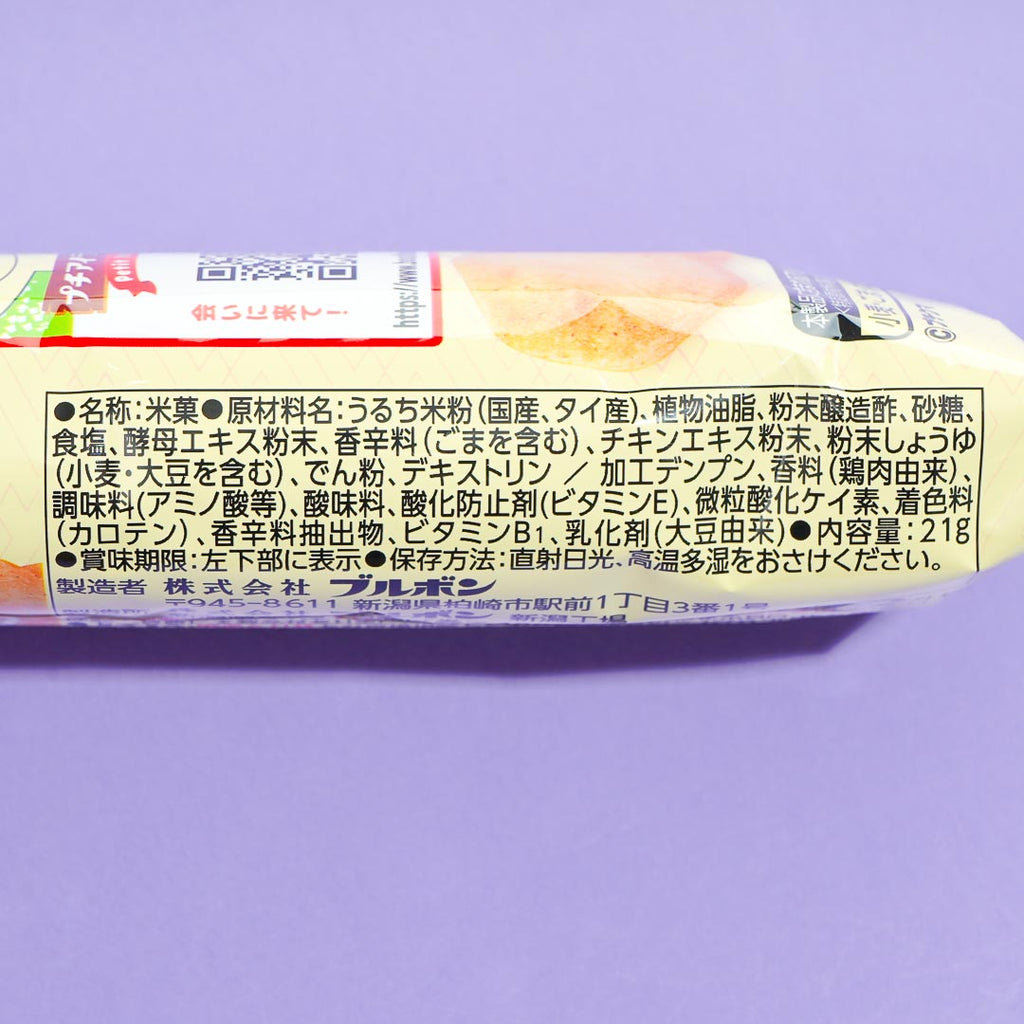 プチア
petit
会いに来て!
https://www.
本製品
小麦
●名称:米菓●原材料名:うるち米粉(国産、タイ産)、植物油脂、粉末醸造酢、砂糖、
食塩、酵母エキス粉末、香辛料(ごまを含む)、チキンエキス粉末、粉末しょうゆ
(小麦・大豆を含む)、でん粉、デキストリン / 加工デンプン、香料(鶏肉由来)、
調味料(アミノ酸等)、酸味料、酸化防止剤(ビタミンE)、微粒酸化ケイ素、着色料
(カロテン)、香辛料抽出物、ビタミンB1、乳化剤(大豆由来)●内容量:21g
●賞味期限:左下部に表示●保存方法:直射日光、高温多湿をおさけください。
製造者 株式会社 ブルボン
〒945-8611 新潟県柏崎市駅前1丁目3番1号